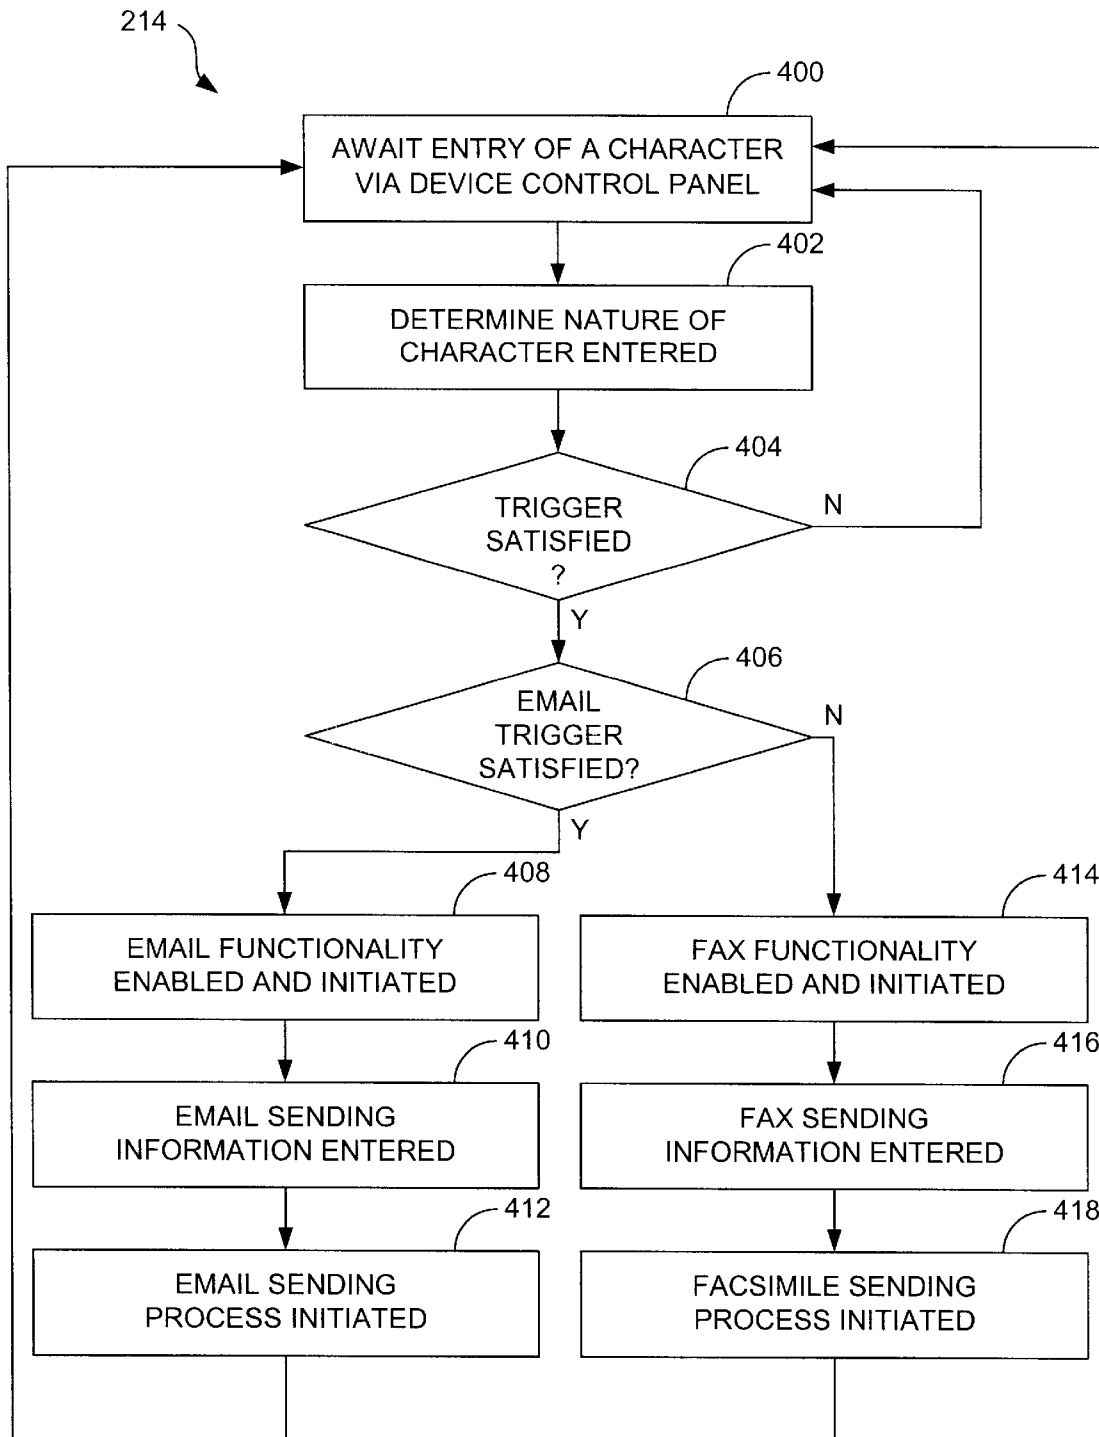 214
400
AWAIT ENTRY OF A CHARACTER
VIA DEVICE CONTROL PANEL
402
DETERMINE NATURE OF
CHARACTER ENTERED
404
TRIGGER
SATISFIED
?
N
Y
406
EMAIL
TRIGGER
SATISFIED?
N
Y
408
EMAIL FUNCTIONALITY
ENABLED AND INITIATED
414
FAX FUNCTIONALITY
ENABLED AND INITIATED
410
EMAIL SENDING
INFORMATION ENTERED
416
FAX SENDING
INFORMATION ENTERED
412
EMAIL SENDING
PROCESS INITIATED
418
FACSIMILE SENDING
PROCESS INITIATED